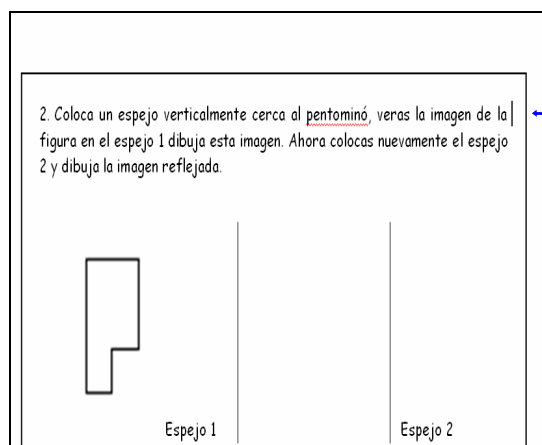 2. Coloca un espejo verticalmente cerca al pentominó, veras la imagen de la
figura en el espejo 1 dibuja esta imagen. Ahora colocas nuevamente el espejo
2 y dibuja la imagen reflejada.
Espejo 1
Espejo 2